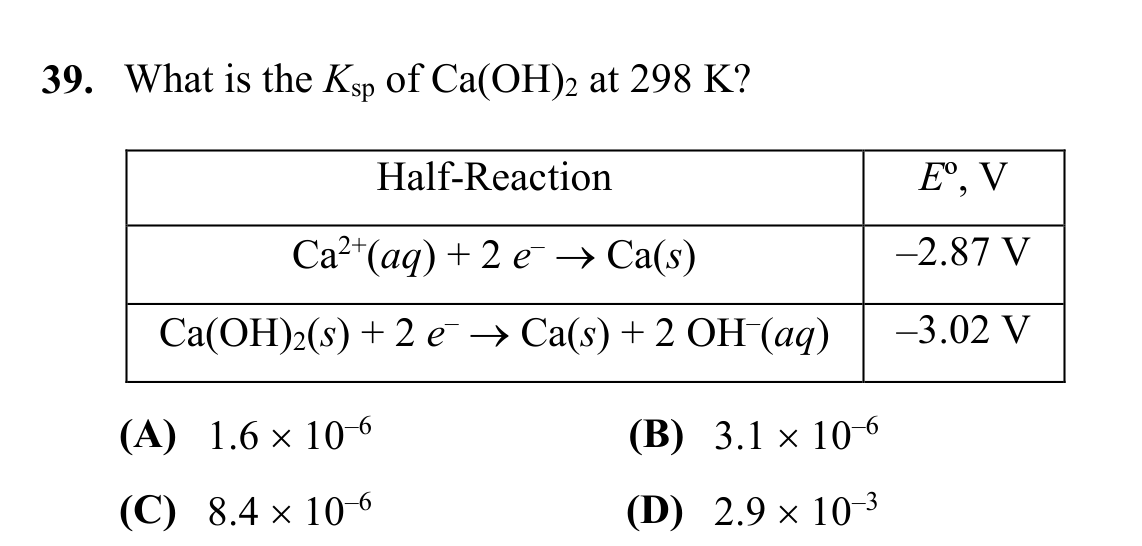 39. What is the Ksp of Ca(OH)₂ at 298 K?
Half-Reaction Eº, V
Ca²⁺(aq) + 2 e⁻ → Ca(s) –2.87 V
Ca(OH)₂(s) + 2 e⁻ → Ca(s) + 2 OH⁻(aq) –3.02 V
(A) 1.6 × 10⁻⁶ (B) 3.1 × 10⁻⁶
(C) 8.4 × 10⁻⁶ (D) 2.9 × 10⁻³